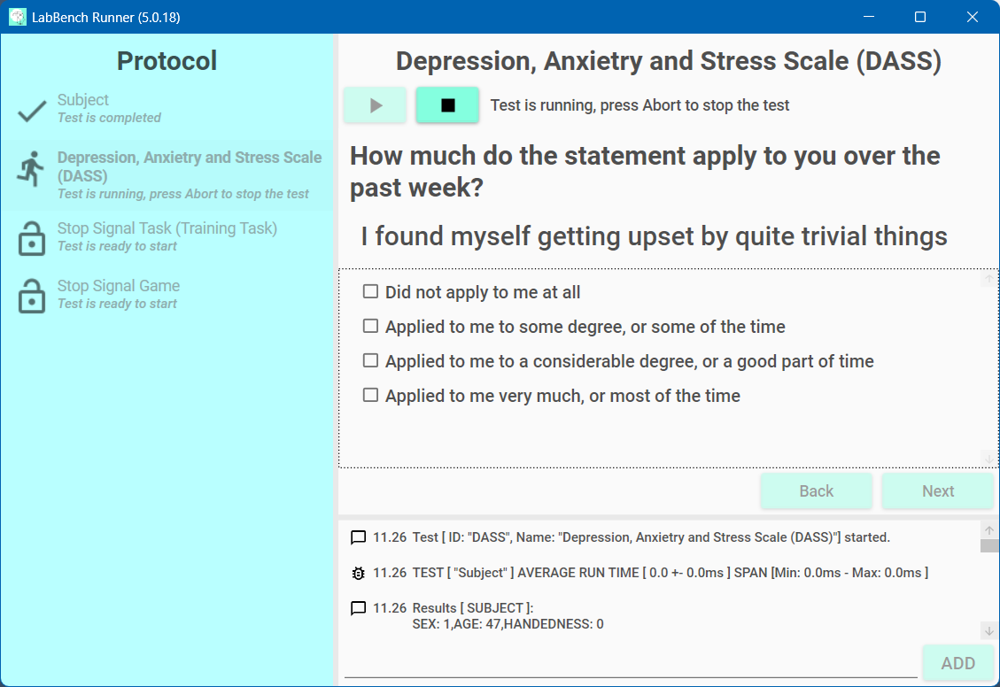 LabBench Runner (5.0.18)
Protocol
Subject
Test is completed
Depression, Anxietry and Stress Scale
(DASS)
Test is running, press Abort to stop the test
Stop Signal Task (Training Task)
Test is ready to start
Stop Signal Game
Test is ready to start
Depression, Anxietry and Stress Scale (DASS)
Test is running, press Abort to stop the test
How much do the statement apply to you over the
past week?
I found myself getting upset by quite trivial things
Did not apply to me at all
Applied to me to some degree, or some of the time
Applied to me to a considerable degree, or a good part of time
Applied to me very much, or most of the time
Back Next
11.26 Test [ ID: "DASS", Name: "Depression, Anxietry and Stress Scale (DASS)"] started.
11.26 TEST [ "Subject" ] AVERAGE RUN TIME [ 0.0 +- 0.0ms ] SPAN [Min: 0.0ms - Max: 0.0ms ]
11.26 Results [ SUBJECT ]:
SEX: 1,AGE: 47,HANDEDNESS: 0
ADD